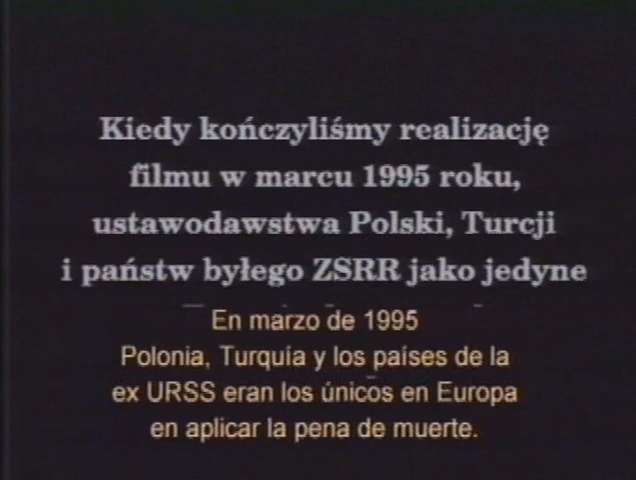 Kiedy kończyliśmy realizację
filmu w marcu 1995 roku,
ustawodawstwa Polski, Turcji
i państw byłego ZSRR jako jedyne
En marzo de 1995
Polonia, Turquía y los países de la
ex URSS eran los únicos en Europa
en aplicar la pena de muerte.